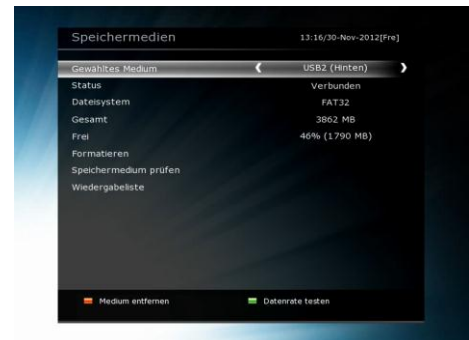 Speichermedien 13:16/30-Nov-2012[Fre]
Gewähltes Medium USB2 (Hinten)
Status Verbunden
Dateisystem FAT32
Gesamt 3862 MB
Frei 46% (1790 MB)
Formatieren
Speichermedium prüfen
Wiedergabeliste
Medium entfernen Datenrate testen